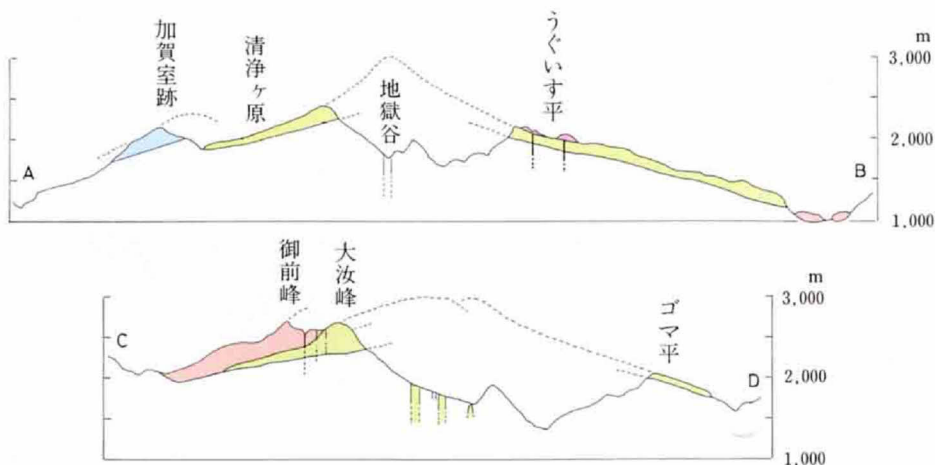 加賀室跡
清浄ヶ原
地獄谷
うぐいす平
m
3,000
2,000
1,000
A
B
御前峰
大汝峰
ゴマ平
m
3,000
2,000
1,000
C
D